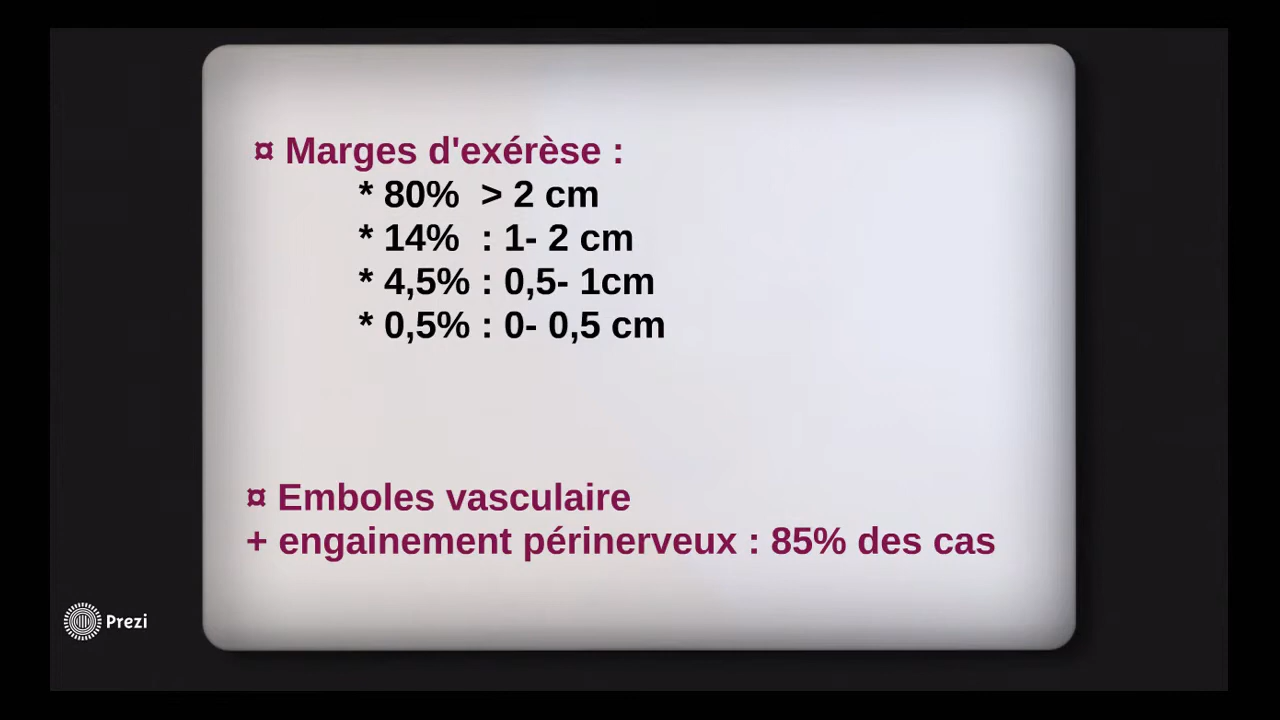 ¤ Marges d'exérèse :
* 80%  > 2 cm
* 14%  : 1- 2 cm
* 4,5% : 0,5- 1cm
* 0,5% : 0- 0,5 cm
¤ Emboles vasculaire
+ engainement périnerveux : 85% des cas
Prezi